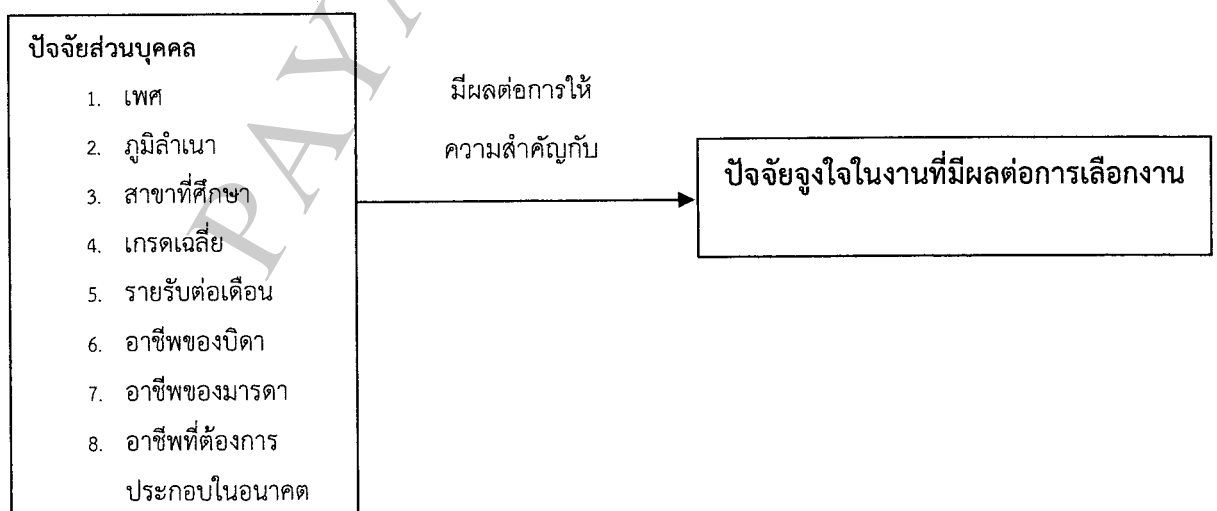 ปัจจัยส่วนบุคคล
1. เพศ
2. ภูมิลำเนา
3. สาขาที่ศึกษา
4. เกรดเฉลี่ย
5. รายรับต่อเดือน
6. อาชีพของบิดา
7. อาชีพของมารดา
8. อาชีพที่ต้องการ
ประกอบในอนาคต
มีผลต่อการให้
ความสำคัญกับ
ปัจจัยจูงใจในงานที่มีผลต่อการเลือกงาน